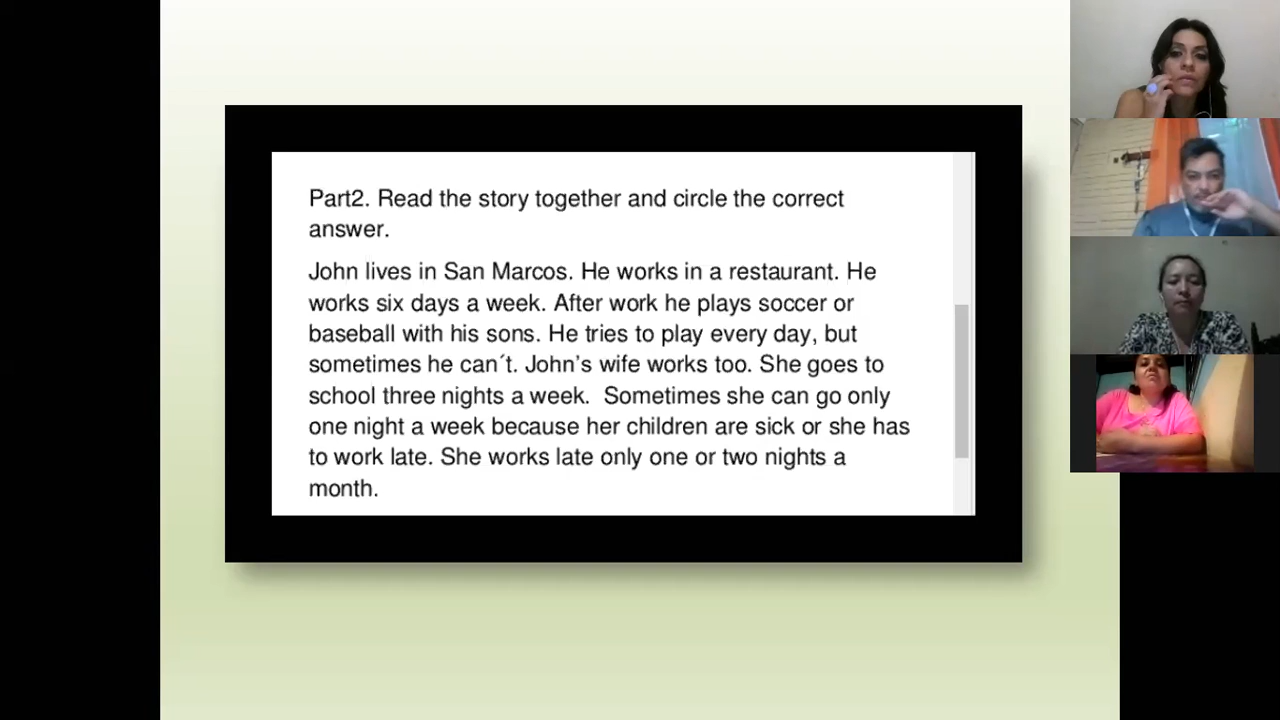 Part2. Read the story together and circle the correct
answer.
John lives in San Marcos. He works in a restaurant. He
works six days a week. After work he plays soccer or
baseball with his sons. He tries to play every day, but
sometimes he can´t. John’s wife works too. She goes to
school three nights a week.  Sometimes she can go only
one night a week because her children are sick or she has
to work late. She works late only one or two nights a
month.